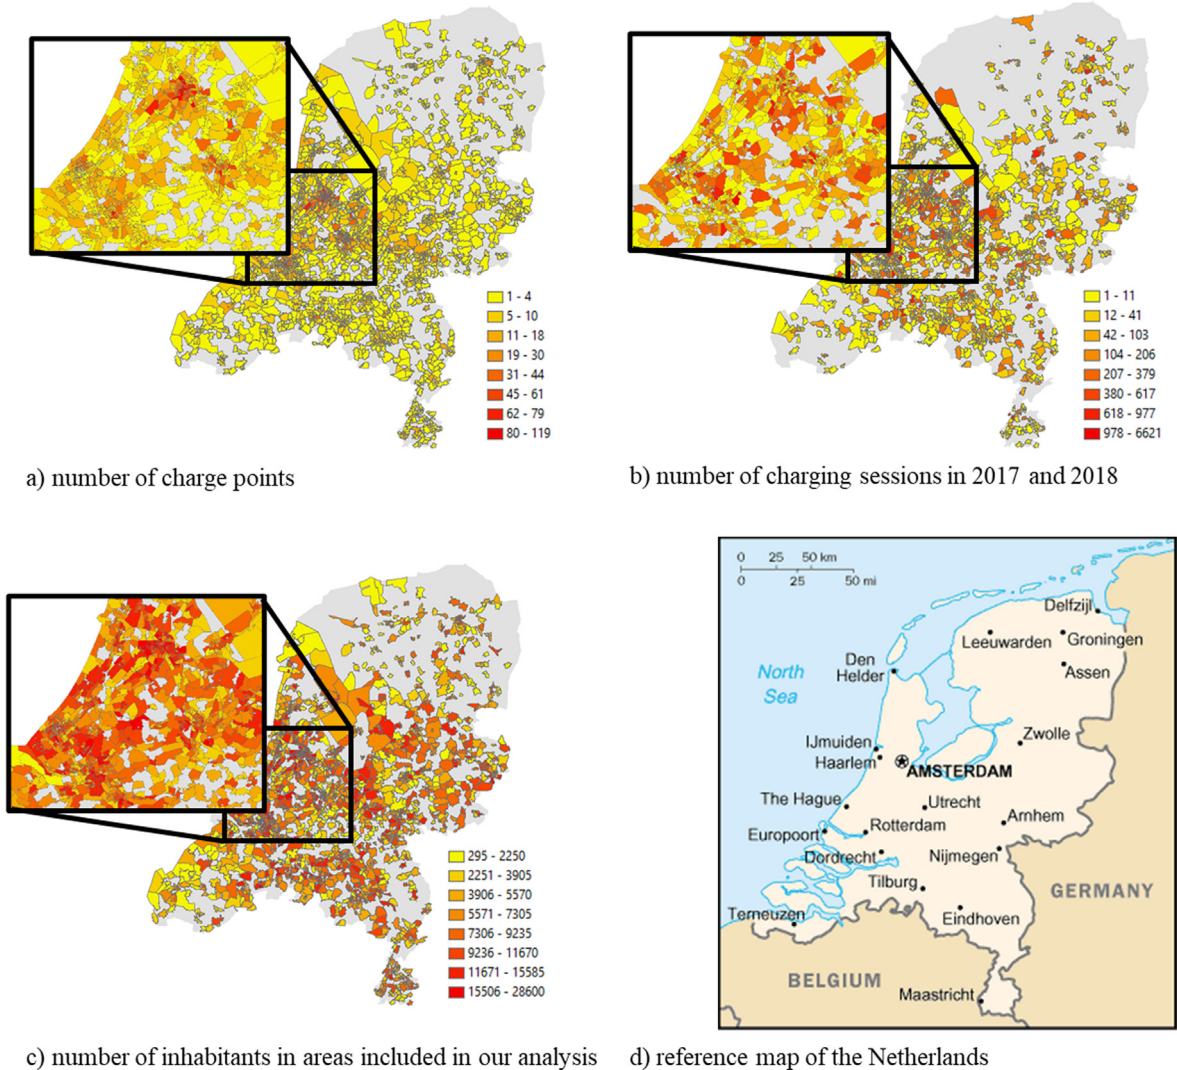 1 - 4
5 - 10
11 - 18
19 - 30
31 - 44
45 - 61
62 - 79
80 - 119
a) number of charge points
1 - 11
12 - 41
42 - 103
104 - 206
207 - 379
380 - 617
618 - 977
978 - 6621
b) number of charging sessions in 2017 and 2018
295 - 2250
2251 - 3905
3906 - 5570
5571 - 7305
7306 - 9235
9236 - 11670
11671 - 15585
15506 - 28600
c) number of inhabitants in areas included in our analysis
0 25 50 km
0 25 50 mi
Delfzijl
Leeuwarden
Groningen
Den
Helder
Assen
North
Sea
Zwolle
IJmuiden
Haarlem
AMSTERDAM
The Hague
Utrecht
Arnhem
Europoort
Rotterdam
Dordrecht
Nijmegen
Tilburg
GERMANY
Terneuzen
Eindhoven
BELGIUM
Maastricht
d) reference map of the Netherlands